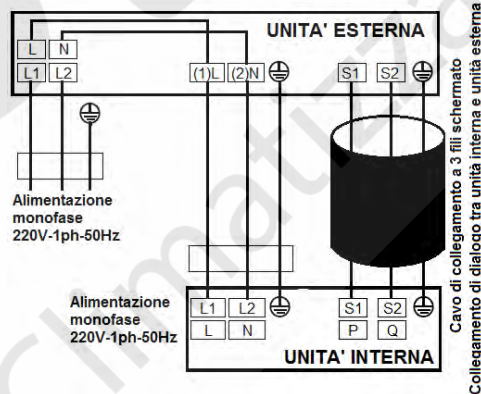 UNITA' ESTERNA
L N
L1 L2 (1)L (2)N S1 S2
Alimentazione
monofase
220V-1ph-50Hz
Alimentazione
monofase
220V-1ph-50Hz
L1 L2 S1 S2
L N P Q
UNITA' INTERNA
Cavo di collegamento a 3 fili schermato
Collegamento di dialogo tra unità interna e unità esterna
Climatizza